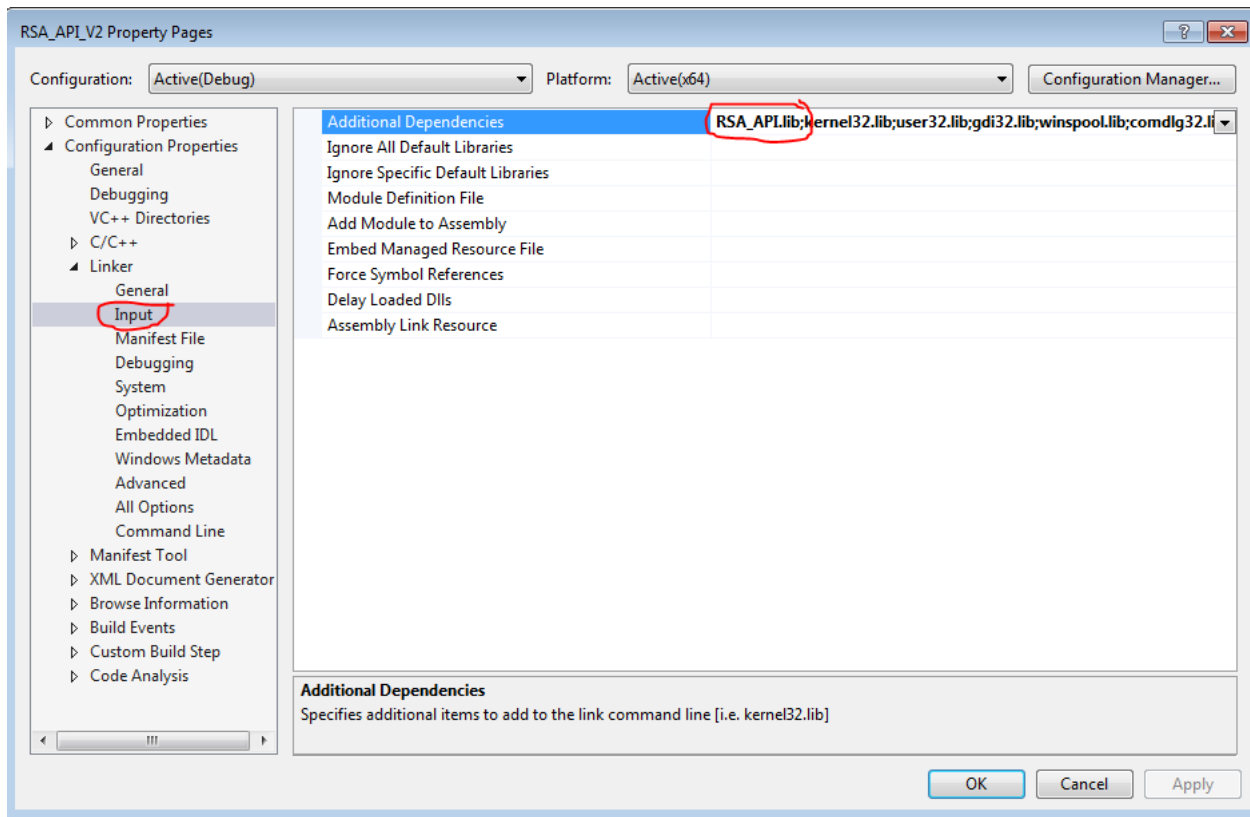 RSA_API_V2 Property Pages
Configuration: Active(Debug) Platform: Active(x64) Configuration Manager...
Common Properties
Configuration Properties
General
Debugging
VC++ Directories
C/C++
Linker
General
Input
Manifest File
Debugging
System
Optimization
Embedded IDL
Windows Metadata
Advanced
All Options
Command Line
Manifest Tool
XML Document Generator
Browse Information
Build Events
Custom Build Step
Code Analysis
Additional Dependencies RSA_API.lib;kernel32.lib;user32.lib;gdi32.lib;winspool.lib;comdlg32.li
Ignore All Default Libraries
Ignore Specific Default Libraries
Module Definition File
Add Module to Assembly
Embed Managed Resource File
Force Symbol References
Delay Loaded Dlls
Assembly Link Resource
Additional Dependencies
Specifies additional items to add to the link command line [i.e. kernel32.lib]
OK Cancel Apply